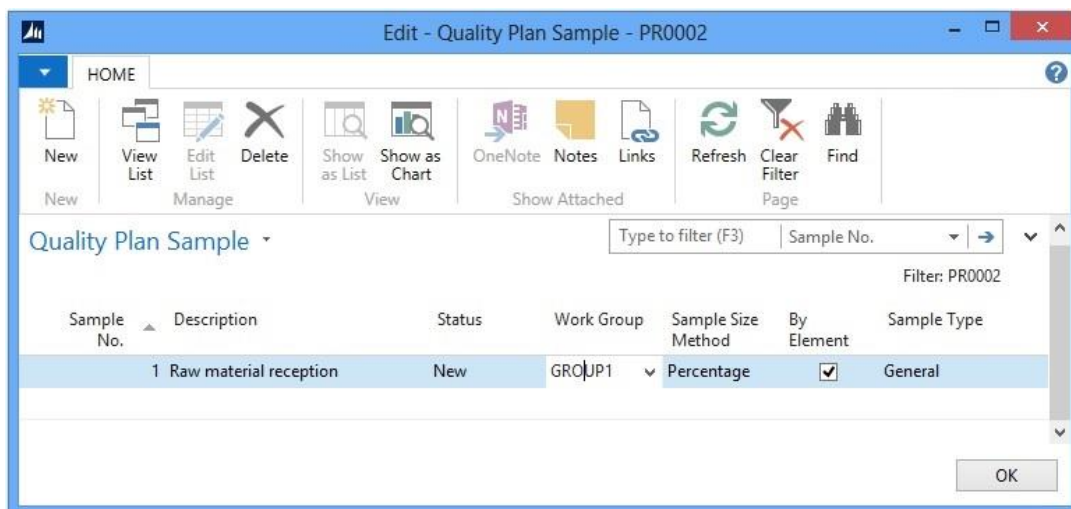 Edit - Quality Plan Sample - PR0002
HOME
New
View List
Edit List
Delete
Show as List
Show as Chart
OneNote
Notes
Links
Refresh
Clear Filter
Find
New
Manage
View
Show Attached
Page
Quality Plan Sample
Type to filter (F3)
Sample No.
Filter: PR0002
Sample No.
Description
Status
Work Group
Sample Size Method
By Element
Sample Type
1 Raw material reception New GROUP1 Percentage General
OK